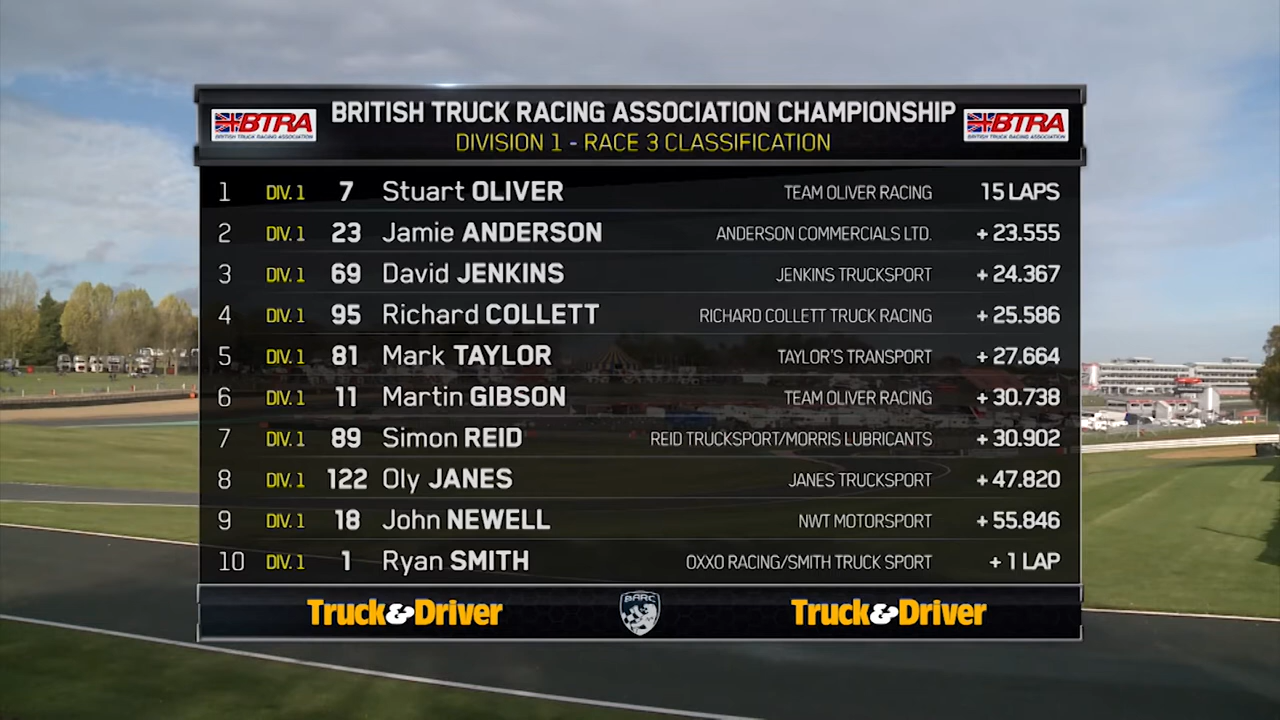 BTRA
BRITISH TRUCK RACING ASSOCIATION
BRITISH TRUCK RACING ASSOCIATION CHAMPIONSHIP
DIVISION 1 - RACE 3 CLASSIFICATION
BTRA
BRITISH TRUCK RACING ASSOCIATION
1 DIV. 1 7 Stuart OLIVER TEAM OLIVER RACING 15 LAPS
2 DIV. 1 23 Jamie ANDERSON ANDERSON COMMERCIALS LTD. + 23.555
3 DIV. 1 69 David JENKINS JENKINS TRUCKSPORT + 24.367
4 DIV. 1 95 Richard COLLETT RICHARD COLLETT TRUCK RACING + 25.586
5 DIV. 1 81 Mark TAYLOR TAYLOR'S TRANSPORT + 27.664
6 DIV. 1 11 Martin GIBSON TEAM OLIVER RACING + 30.738
7 DIV. 1 89 Simon REID REID TRUCKSPORT/MORRIS LUBRICANTS + 30.902
8 DIV. 1 122 Oly JANES JANES TRUCKSPORT + 47.820
9 DIV. 1 18 John NEWELL NWT MOTORSPORT + 55.846
10 DIV. 1 1 Ryan SMITH OXXO RACING/SMITH TRUCK SPORT + 1 LAP
Truck&Driver BARC Truck&Driver